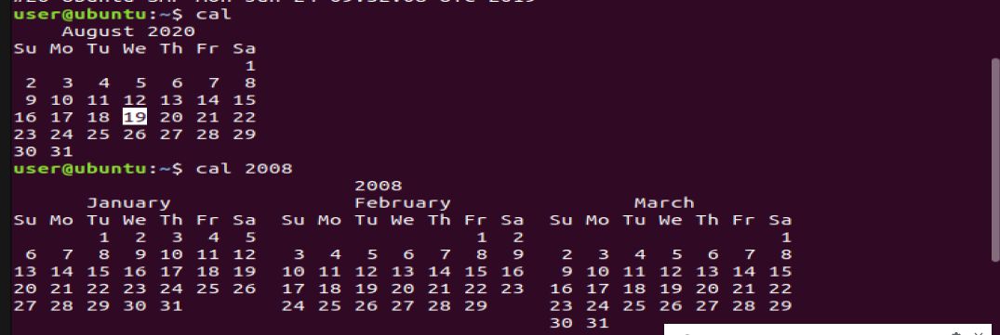 user@ubuntu:~$ cal
    August 2020
Su Mo Tu We Th Fr Sa
                   1
 2  3  4  5  6  7  8
 9 10 11 12 13 14 15
16 17 18 19 20 21 22
23 24 25 26 27 28 29
30 31
user@ubuntu:~$ cal 2008
                            2008
      January               February               March
Su Mo Tu We Th Fr Sa  Su Mo Tu We Th Fr Sa  Su Mo Tu We Th Fr Sa
       1  2  3  4  5                  1  2                     1
 6  7  8  9 10 11 12   3  4  5  6  7  8  9   2  3  4  5  6  7  8
13 14 15 16 17 18 19  10 11 12 13 14 15 16   9 10 11 12 13 14 15
20 21 22 23 24 25 26  17 18 19 20 21 22 23  16 17 18 19 20 21 22
27 28 29 30 31        24 25 26 27 28 29     23 24 25 26 27 28 29
                                            30 31